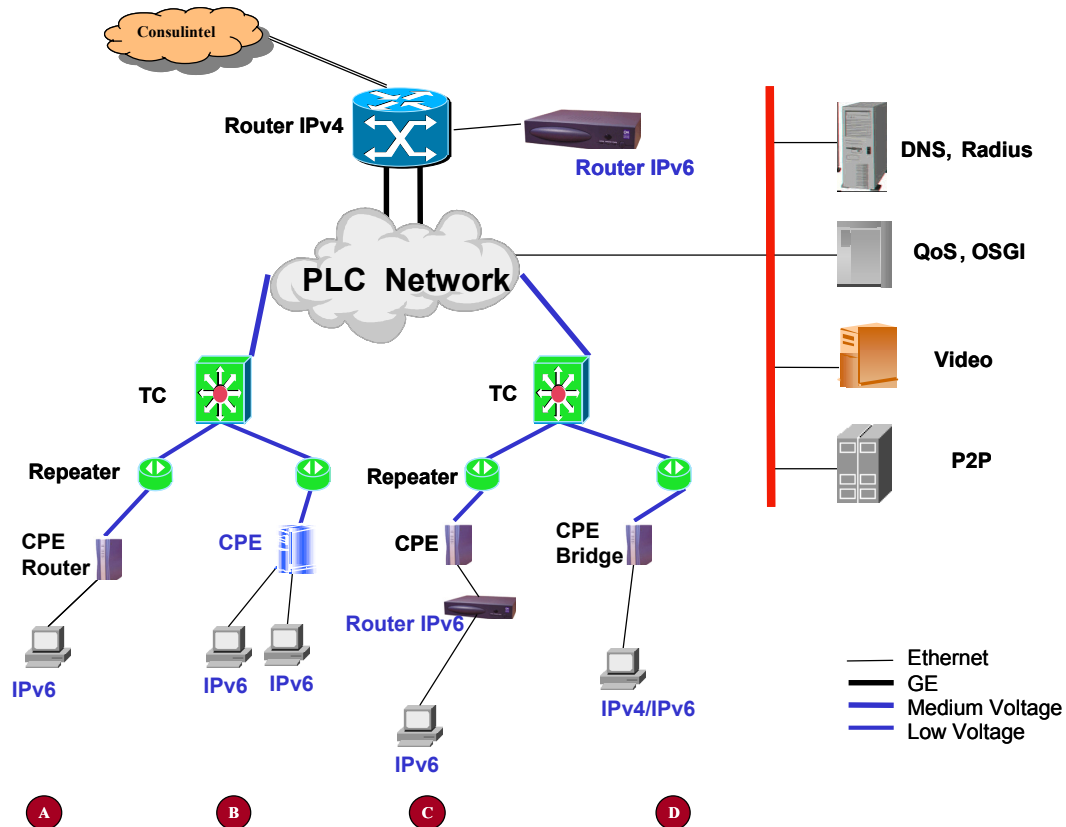 Consulintel
Router IPv4
Router IPv6
DNS, Radius
QoS, OSGI
PLC Network
Video
TC
TC
P2P
Repeater
Repeater
CPE
Router
CPE
CPE
CPE
Bridge
Router IPv6
IPv6
IPv6
IPv6
IPv4/IPv6
IPv6
Ethernet
GE
Medium Voltage
Low Voltage
A
B
C
D